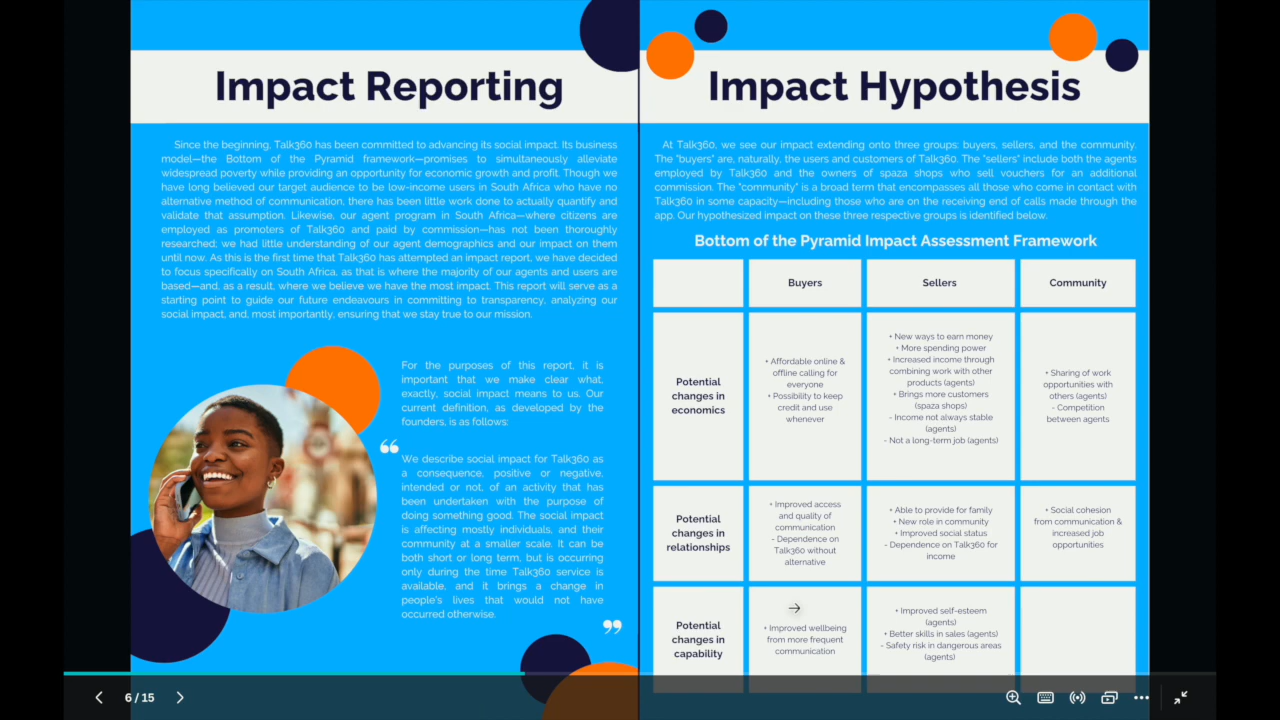 Impact Reporting
Since the beginning, Talk360 has been committed to advancing its social impact. Its business
model—the Bottom of the Pyramid framework—promises to simultaneously alleviate
widespread poverty while providing an opportunity for economic growth and profit. Though we
have long believed our target audience to be low-income users in South Africa who have no
alternative method of communication, there has been little work done to actually quantify and
validate that assumption. Likewise, our agent program in South Africa—where citizens are
employed as promoters of Talk360 and paid by commission—has not been thoroughly
researched; we had little understanding of our agent demographics and our impact on them
until now. As this is the first time that Talk360 has attempted an impact report, we have decided
to focus specifically on South Africa, as that is where the majority of our agents and users are
based—and, as a result, where we believe we have the most impact. This report will serve as a
starting point to guide our future endeavours in committing to transparency, analyzing our
social impact, and, most importantly, ensuring that we stay true to our mission.
For the purposes of this report, it is
important that we make clear what,
exactly, social impact means to us. Our
current definition, as developed by the
founders, is as follows:
“
We describe social impact for Talk360 as
a consequence, positive or negative,
intended or not, of an activity that has
been undertaken with the purpose of
doing something good. The social impact
is affecting mostly individuals, and their
community at a smaller scale. It can be
both short or long term, but is occurring
only during the time Talk360 service is
available, and it brings a change in
people's lives that would not have
occurred otherwise.
”
Impact Hypothesis
At Talk360, we see our impact extending onto three groups: buyers, sellers, and the community.
The "buyers" are, naturally, the users and customers of Talk360. The "sellers" include both the agents
employed by Talk360 and the owners of spaza shops who sell vouchers for an additional
commission. The "community" is a broad term that encompasses all those who come in contact with
Talk360 in some capacity—including those who are on the receiving end of calls made through the
app. Our hypothesized impact on these three respective groups is identified below.
Bottom of the Pyramid Impact Assessment Framework
Buyers
Sellers
Community
Potential
changes in
economics
+ Affordable online &
offline calling for
everyone
+ Possibility to keep
credit and use
whenever
+ New ways to earn money
+ More spending power
+ Increased income through
combining work with other
products (agents)
+ Brings more customers
(spaza shops)
- Income not always stable
(agents)
- Not a long-term job (agents)
+ Sharing of work
opportunities with
others (agents)
- Competition
between agents
Potential
changes in
relationships
+ Improved access
and quality of
communication
- Dependence on
Talk360 without
alternative
+ Able to provide for family
+ New role in community
+ Improved social status
- Dependence on Talk360 for
income
+ Social cohesion
from communication &
increased job
opportunities
Potential
changes in
capability
+ Improved wellbeing
from more frequent
communication
+ Improved self-esteem
(agents)
+ Better skills in sales (agents)
- Safety risk in dangerous areas
(agents)
6 / 15